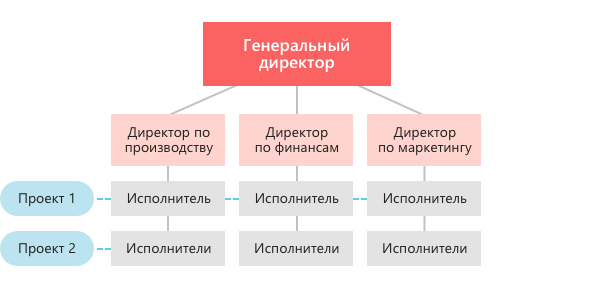 Генеральный
директор
Директор по
производству
Директор
по финансам
Директор
по маркетингу
Проект 1
Исполнитель
Исполнитель
Исполнитель
Проект 2
Исполнители
Исполнители
Исполнители